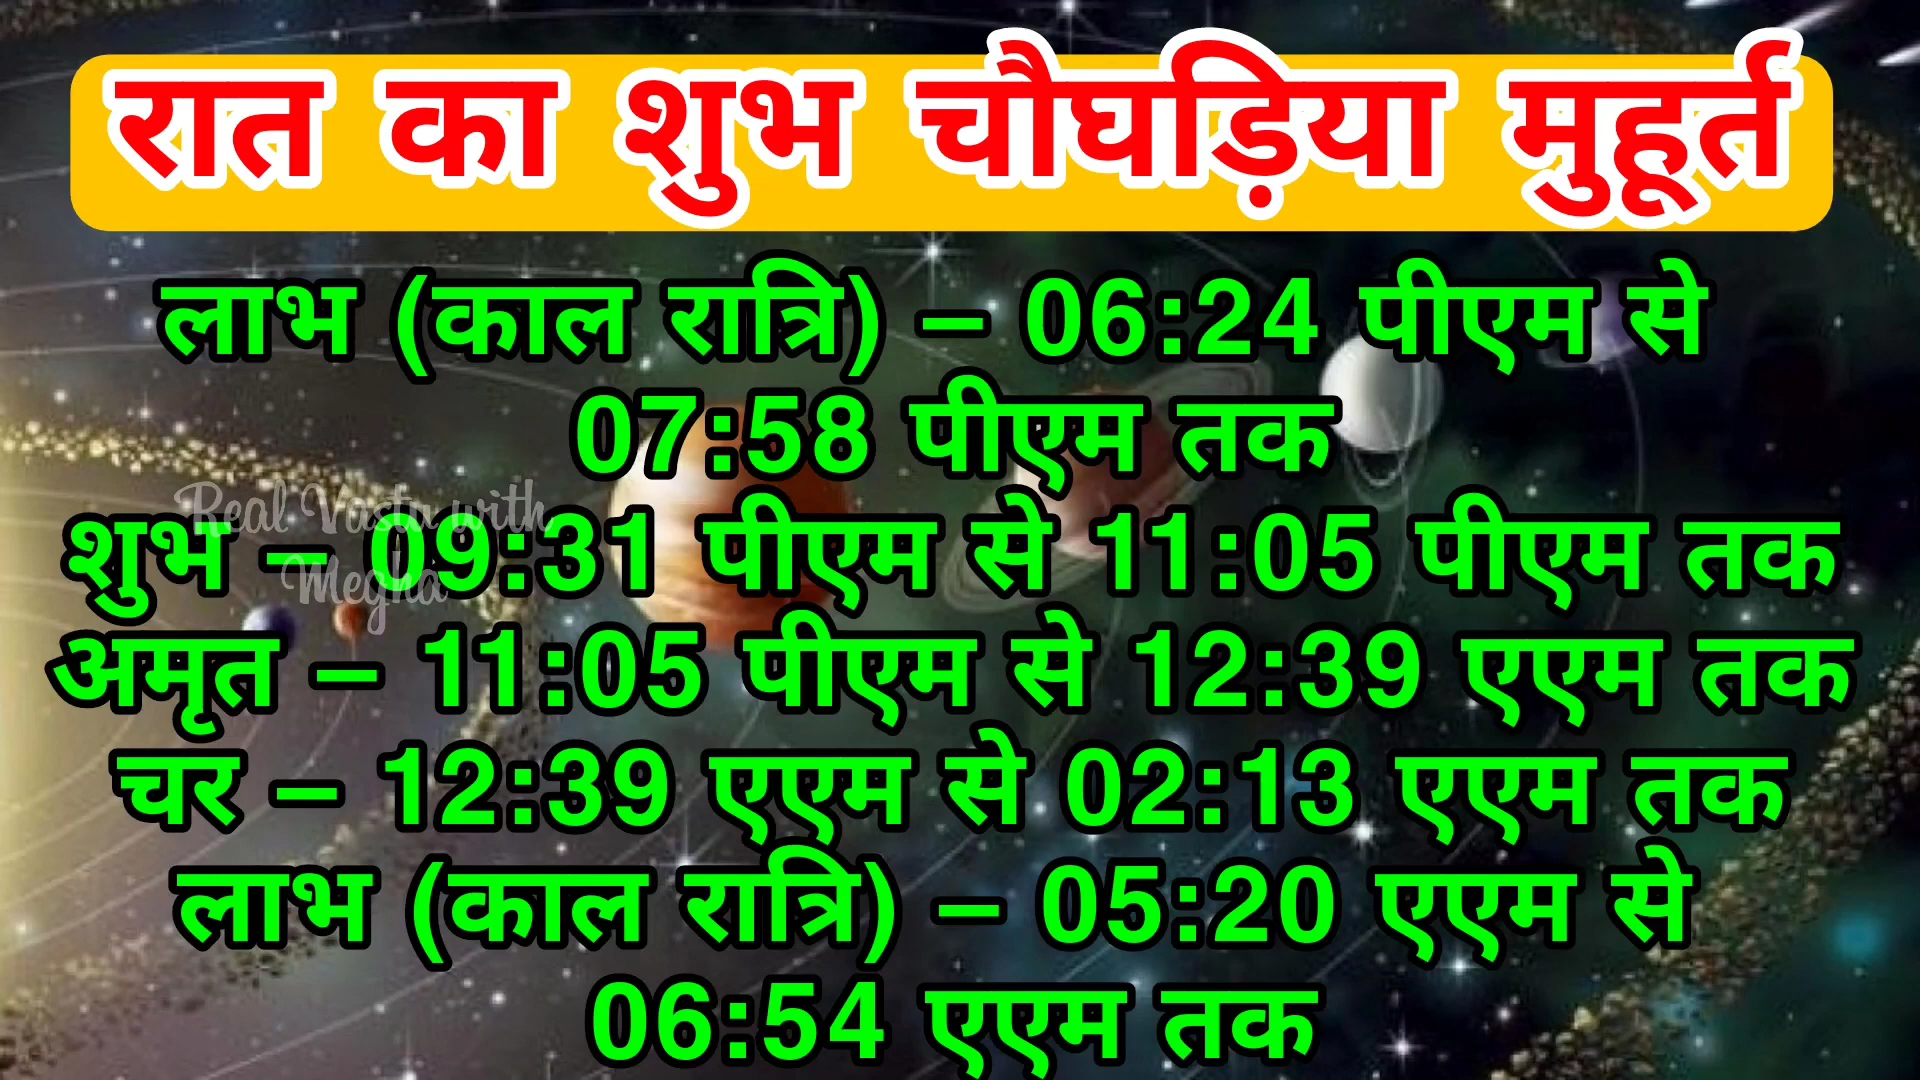 रात का शुभ चौघड़िया मुहूर्त
लाभ (काल रात्रि) – 06:24 पीएम से
07:58 पीएम तक
Real Vastu with
Megha
शुभ – 09:31 पीएम से 11:05 पीएम तक
अमृत – 11:05 पीएम से 12:39 एएम तक
चर – 12:39 एएम से 02:13 एएम तक
लाभ (काल रात्रि) – 05:20 एएम से
06:54 एएम तक